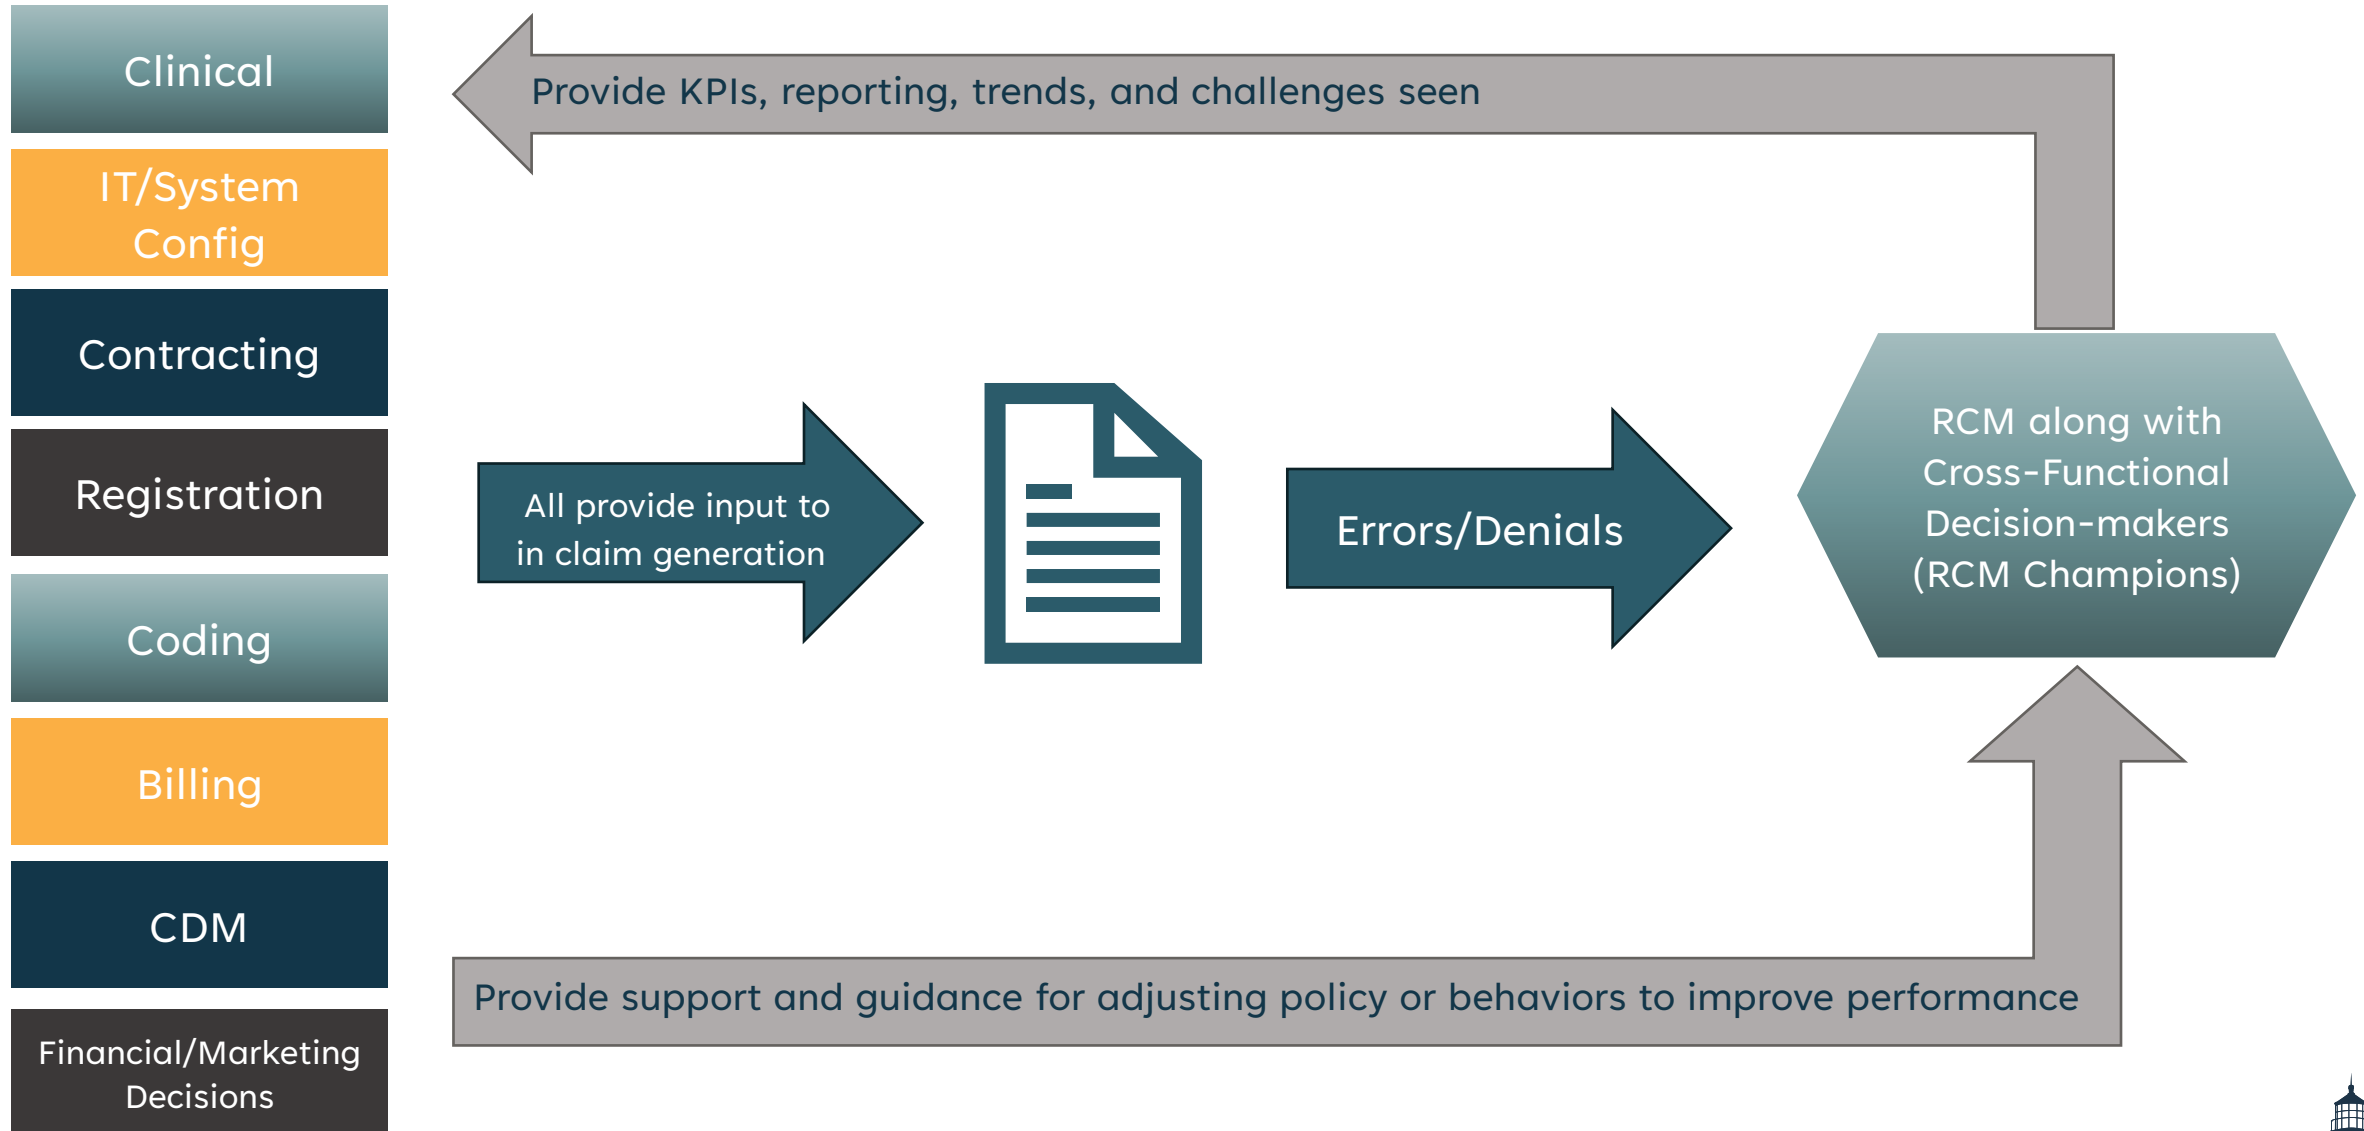 Clinical
IT/System
Config
Contracting
Registration
Coding
Billing
CDM
Financial/Marketing
Decisions
Provide KPIs, reporting, trends, and challenges seen
All provide input to
in claim generation
Errors/Denials
RCM along with
Cross-Functional
Decision-makers
(RCM Champions)
Provide support and guidance for adjusting policy or behaviors to improve performance